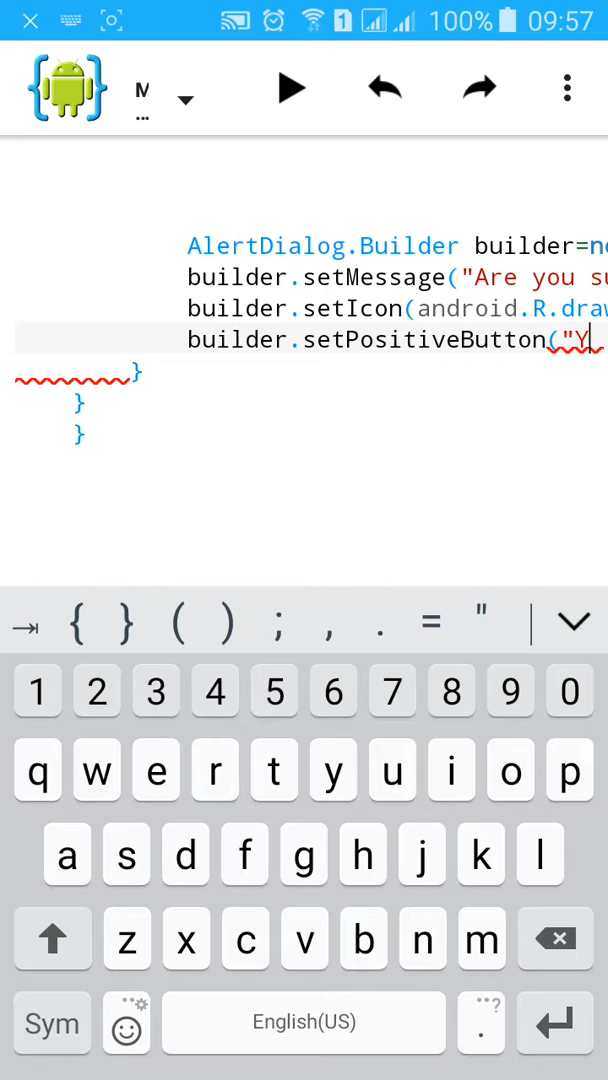 100% 09:57
1
M
...
AlertDialog.Builder builder=ne
builder.setMessage("Are you su
builder.setIcon(android.R.draw
builder.setPositiveButton("Y
}
}
}
{ } ( ) ; , . = " |
1 2 3 4 5 6 7 8 9 0
q w e r t y u i o p
a s d f g h j k l
z x c v b n m
Sym English(US) . ?